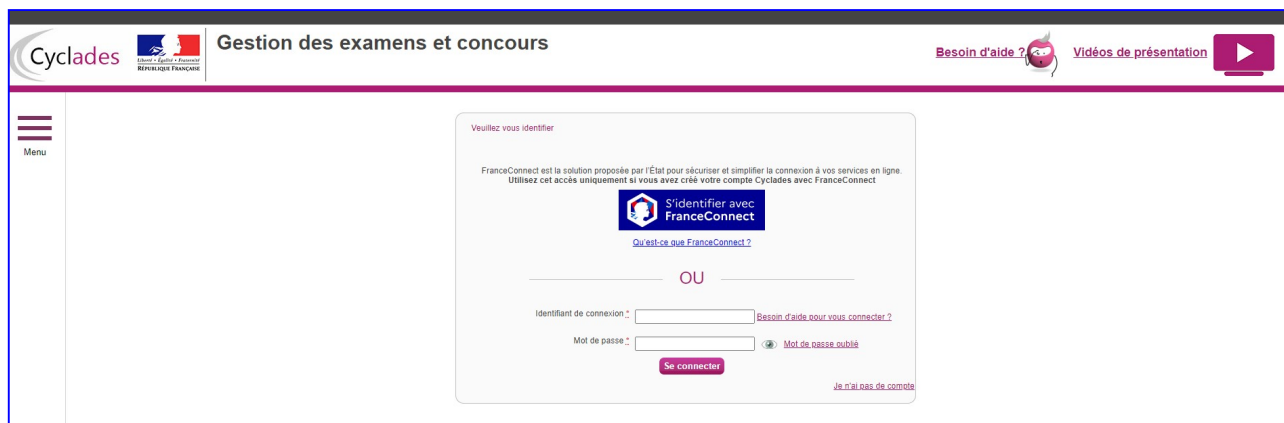 Cyclades
Liberté • Égalité • Fraternité
RÉPUBLIQUE FRANÇAISE
Gestion des examens et concours
Besoin d'aide ?
Vidéos de présentation
Menu
Veuillez vous identifier
FranceConnect est la solution proposée par l'État pour sécuriser et simplifier la connexion à vos services en ligne.
Utilisez cet accès uniquement si vous avez créé votre compte Cyclades avec FranceConnect
S'identifier avec
FranceConnect
Qu'est-ce que FranceConnect ?
OU
Identifiant de connexion * Besoin d'aide pour vous connecter ?
Mot de passe * Mot de passe oublié
Se connecter
Je n'ai pas de compte